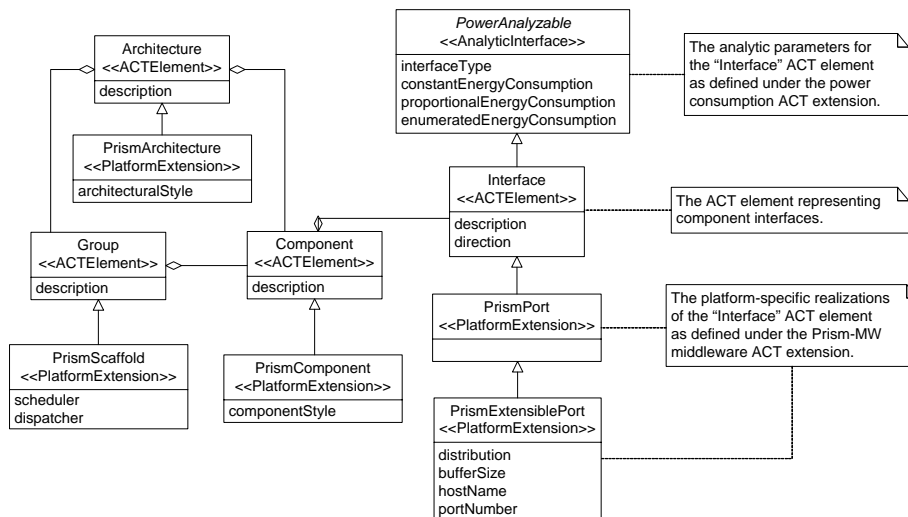 Architecture
<<ACTElement>>
description
PrismArchitecture
<<PlatformExtension>>
architecturalStyle
Group
<<ACTElement>>
description
Component
<<ACTElement>>
description
PrismScaffold
<<PlatformExtension>>
scheduler
dispatcher
PrismComponent
<<PlatformExtension>>
componentStyle
PowerAnalyzable
<<AnalyticInterface>>
interfaceType
constantEnergyConsumption
proportionalEnergyConsumption
enumeratedEnergyConsumption
Interface
<<ACTElement>>
description
direction
PrismPort
<<PlatformExtension>>
PrismExtensiblePort
<<PlatformExtension>>
distribution
bufferSize
hostName
portNumber
The analytic parameters for
the “Interface” ACT element
as defined under the power
consumption ACT extension.
The ACT element representing
component interfaces.
The platform-specific realizations
of the “Interface” ACT element
as defined under the Prism-MW
middleware ACT extension.